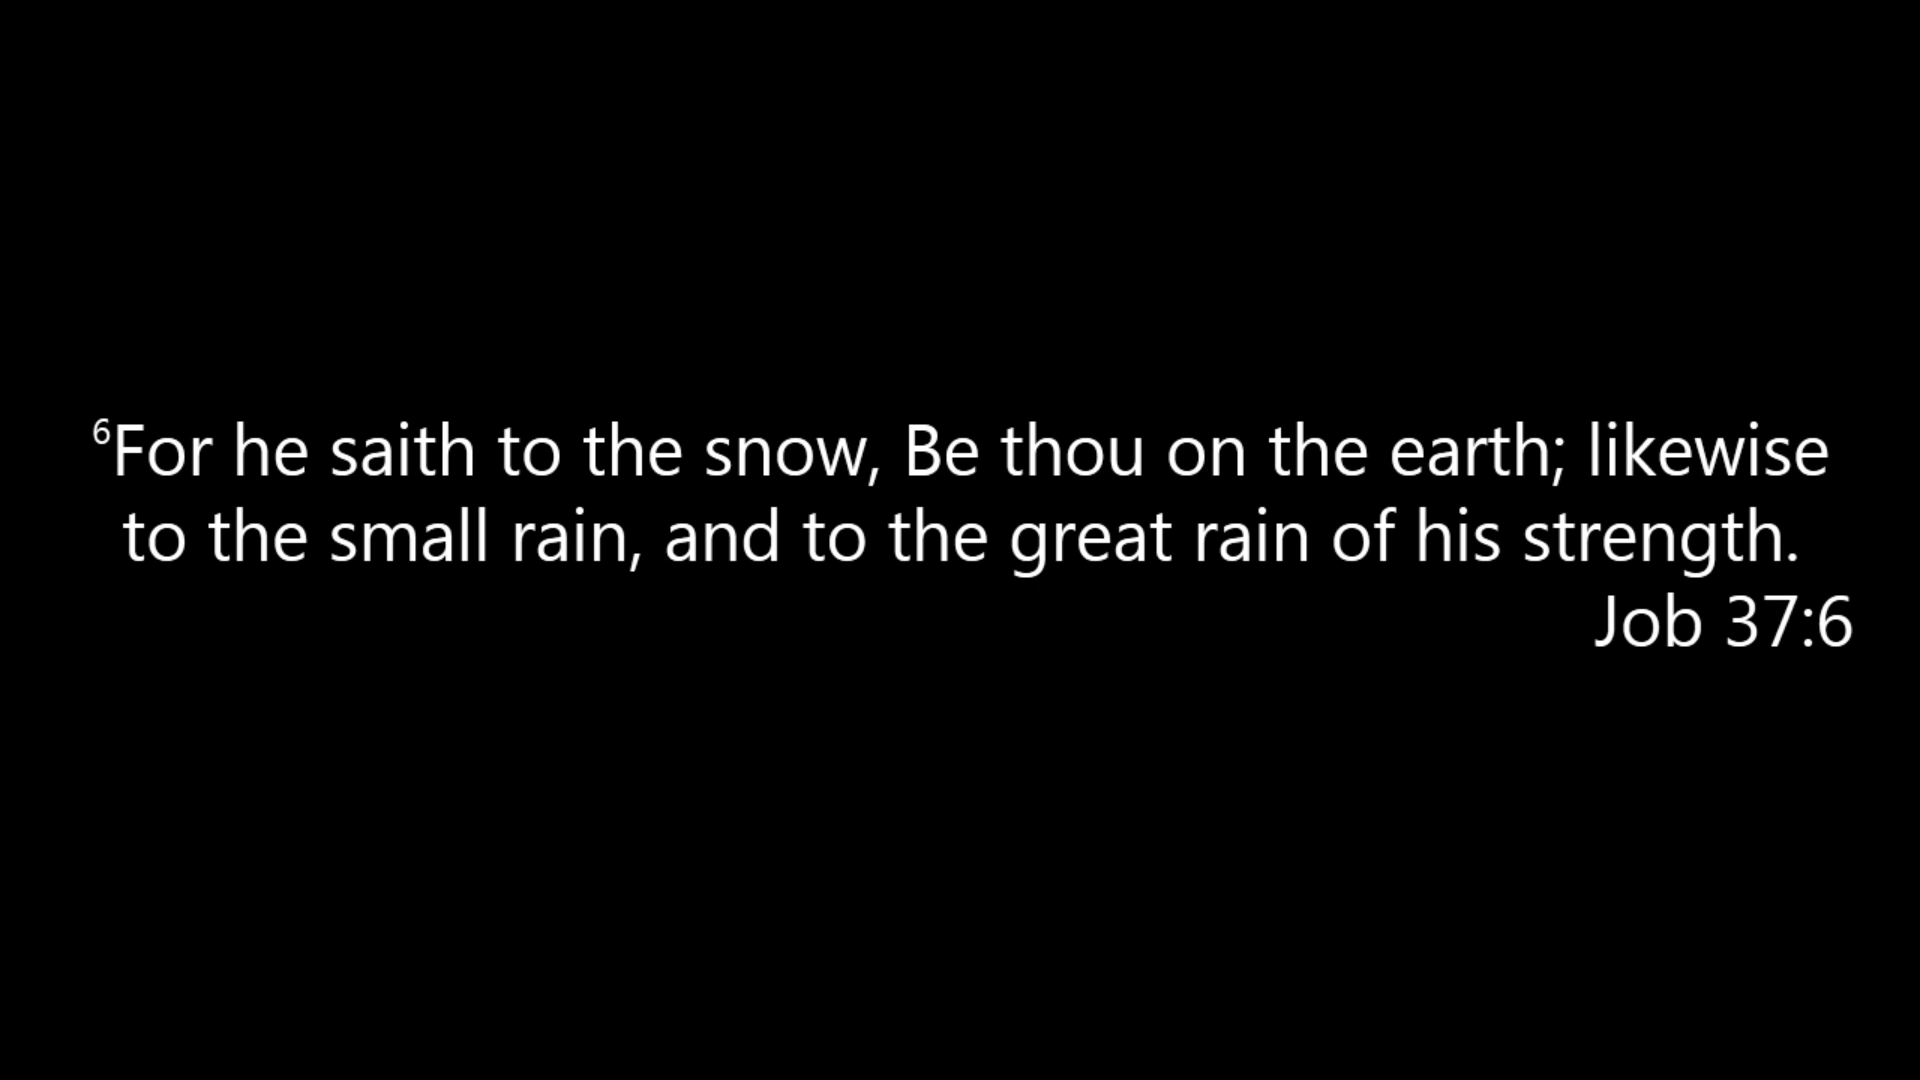 ⁶For he saith to the snow, Be thou on the earth; likewise
to the small rain, and to the great rain of his strength.
Job 37:6